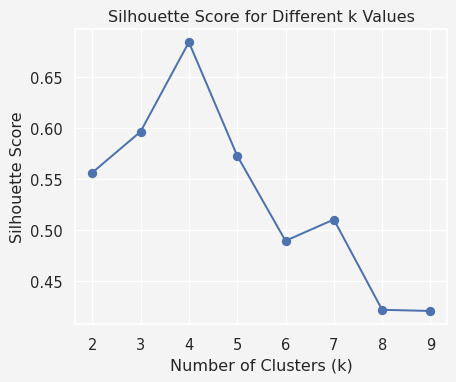 Silhouette Score for Different k Values
Silhouette Score
0.65
0.60
0.55
0.50
0.45
2 3 4 5 6 7 8 9
Number of Clusters (k)